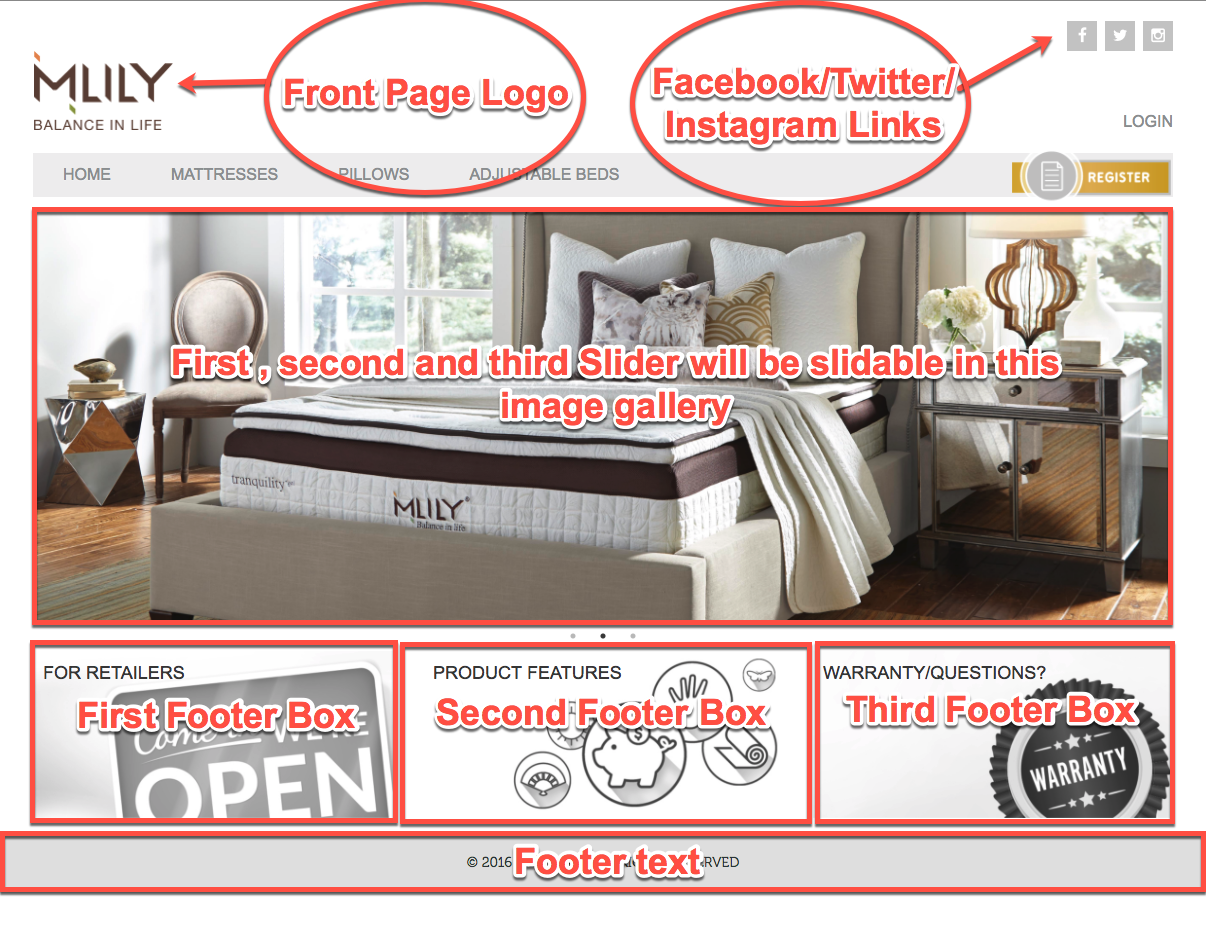 MLILY
BALANCE IN LIFE
Front Page Logo
Facebook/Twitter/
Instagram Links
LOGIN
HOME
MATTRESSES
PILLOWS
ADJUSTABLE BEDS
REGISTER
First , second and third Slider will be slidable in this
image gallery
tranquility
MLILY®
Balance in life
FOR RETAILERS
First Footer Box
Come
WE'RE
OPEN
PRODUCT FEATURES
Second Footer Box
$
WARRANTY/QUESTIONS?
Third Footer Box
WARRANTY
© 2016
Footer text